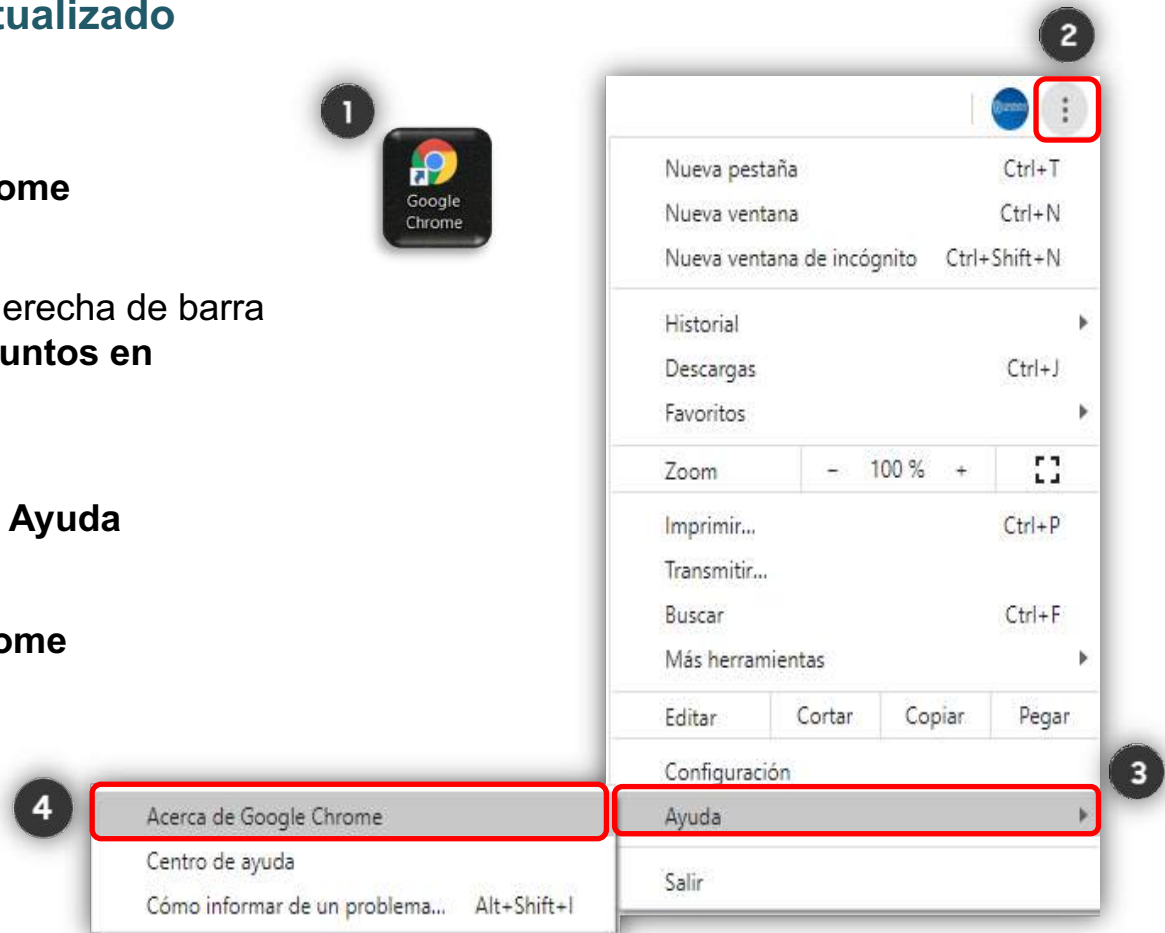 tualizado
2
1
ome
Google
Chrome
erecha de barra
untos en
Ayuda
ome
Nueva pestaña Ctrl+T
Nueva ventana Ctrl+N
Nueva ventana de incógnito Ctrl+Shift+N
Historial
Descargas Ctrl+J
Favoritos
Zoom - 100 % +
Imprimir... Ctrl+P
Transmitir...
Buscar Ctrl+F
Más herramientas
Editar Cortar Copiar Pegar
Configuración
3
Ayuda
Salir
4
Acerca de Google Chrome
Centro de ayuda
Cómo informar de un problema... Alt+Shift+I